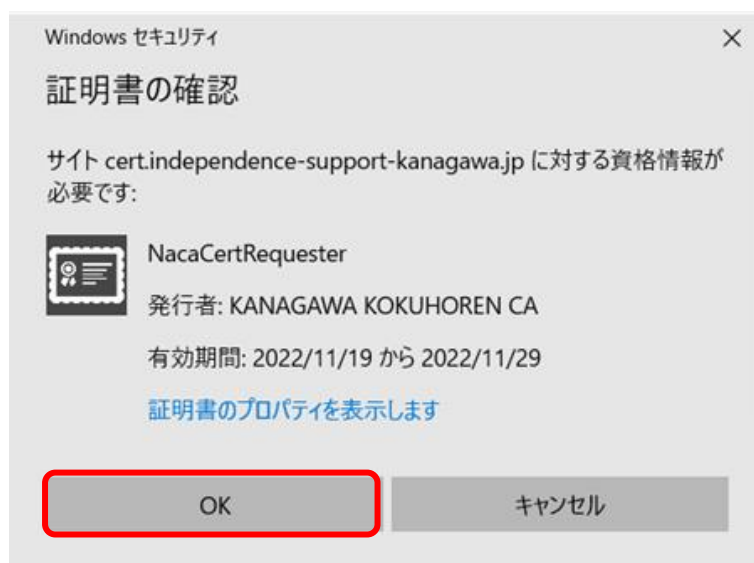 Windows セキュリティ
証明書の確認
サイト cert.independence-support-kanagawa.jp に対する資格情報が
必要です:
NacaCertRequester
発行者: KANAGAWA KOKUHOREN CA
有効期間: 2022/11/19 から 2022/11/29
証明書のプロパティを表示します
OK
キャンセル